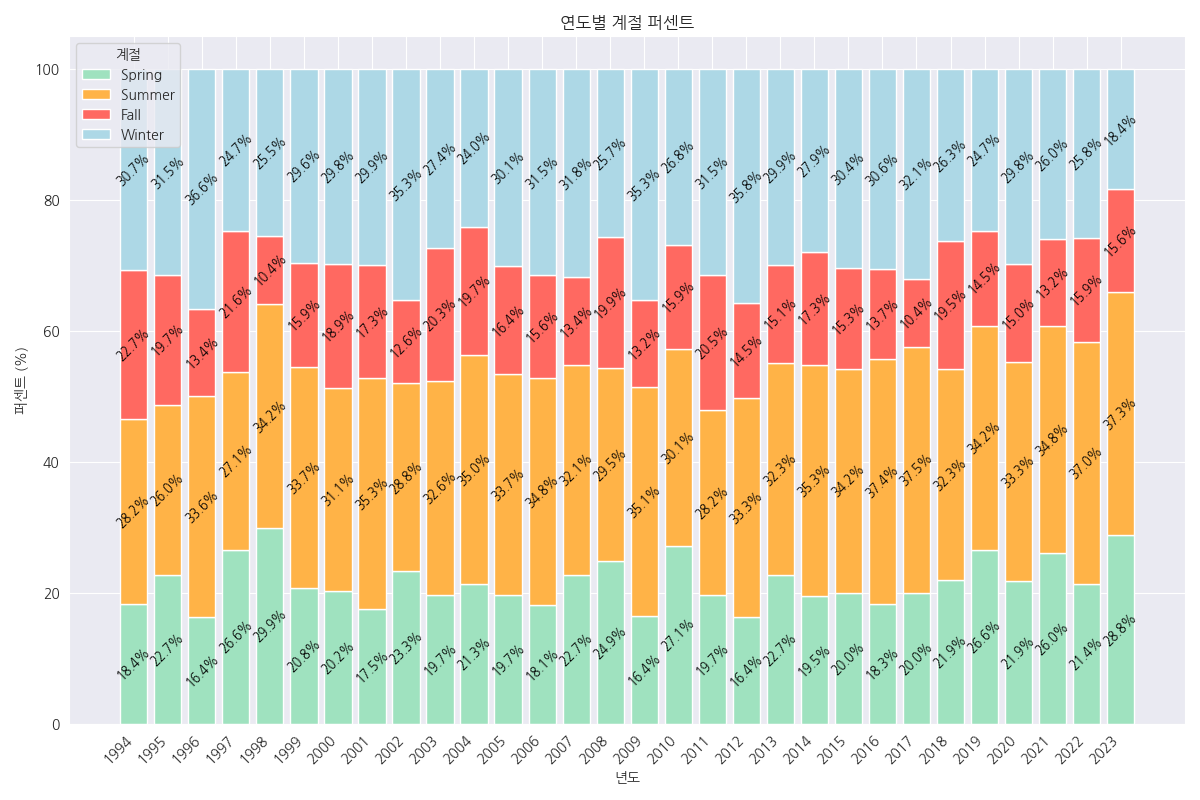 연도별 계절 퍼센트
계절
Spring
Summer
Fall
Winter
퍼센트 (%)
100
80
60
40
20
0
30.7% 31.5% 36.6% 24.7% 25.5% 29.6% 29.8% 29.9% 35.3% 27.4% 24.0% 30.1% 31.5% 31.8% 25.7% 35.3% 26.8% 31.5% 35.8% 29.9% 27.9% 30.4% 30.6% 32.1% 26.3% 24.7% 29.8% 26.0% 25.8% 18.4%
22.7% 19.7% 13.4% 21.6% 10.4% 15.9% 18.9% 17.3% 12.6% 20.3% 19.7% 16.4% 15.6% 13.4% 19.9% 13.2% 15.9% 20.5% 14.5% 15.1% 17.3% 15.3% 13.7% 10.4% 19.5% 14.5% 15.0% 13.2% 15.9% 15.6%
28.2% 26.0% 33.6% 27.1% 34.2% 33.7% 31.1% 35.3% 28.8% 32.6% 35.0% 33.7% 34.8% 32.1% 29.5% 35.1% 30.1% 28.2% 33.3% 32.3% 35.3% 34.2% 37.4% 37.5% 32.3% 34.2% 33.3% 34.8% 37.0% 37.3%
18.4% 22.7% 16.4% 26.6% 29.9% 20.8% 20.2% 17.5% 23.3% 19.7% 21.3% 19.7% 18.1% 22.7% 24.9% 16.4% 27.1% 19.7% 16.4% 22.7% 19.5% 20.0% 18.3% 20.0% 21.9% 26.6% 21.9% 26.0% 21.4% 28.8%
1994 1995 1996 1997 1998 1999 2000 2001 2002 2003 2004 2005 2006 2007 2008 2009 2010 2011 2012 2013 2014 2015 2016 2017 2018 2019 2020 2021 2022 2023
년도